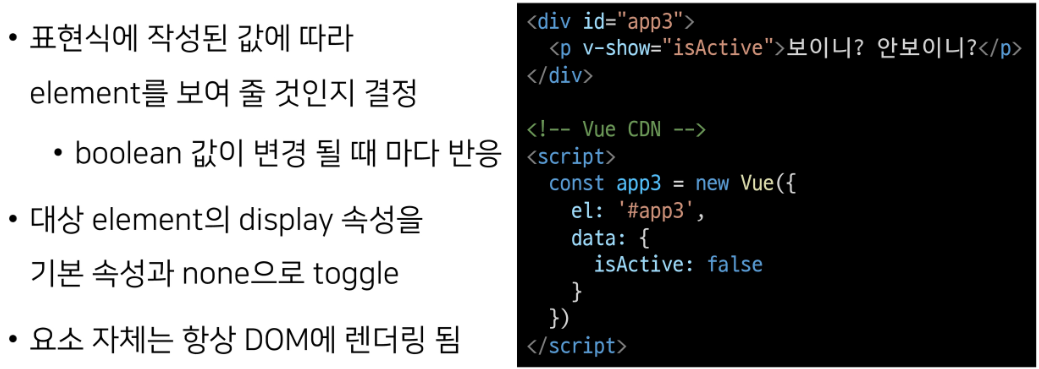 • 표현식에 작성된 값에 따라
element를 보여 줄 것인지 결정
• boolean 값이 변경 될 때 마다 반응
• 대상 element의 display 속성을
기본 속성과 none으로 toggle
• 요소 자체는 항상 DOM에 렌더링 됨
<div id="app3">
  <p v-show="isActive">보이니? 안보이니?</p>
</div>
<!-- Vue CDN -->
<script>
  const app3 = new Vue({
    el: '#app3',
    data: {
      isActive: false
    }
  })
</script>